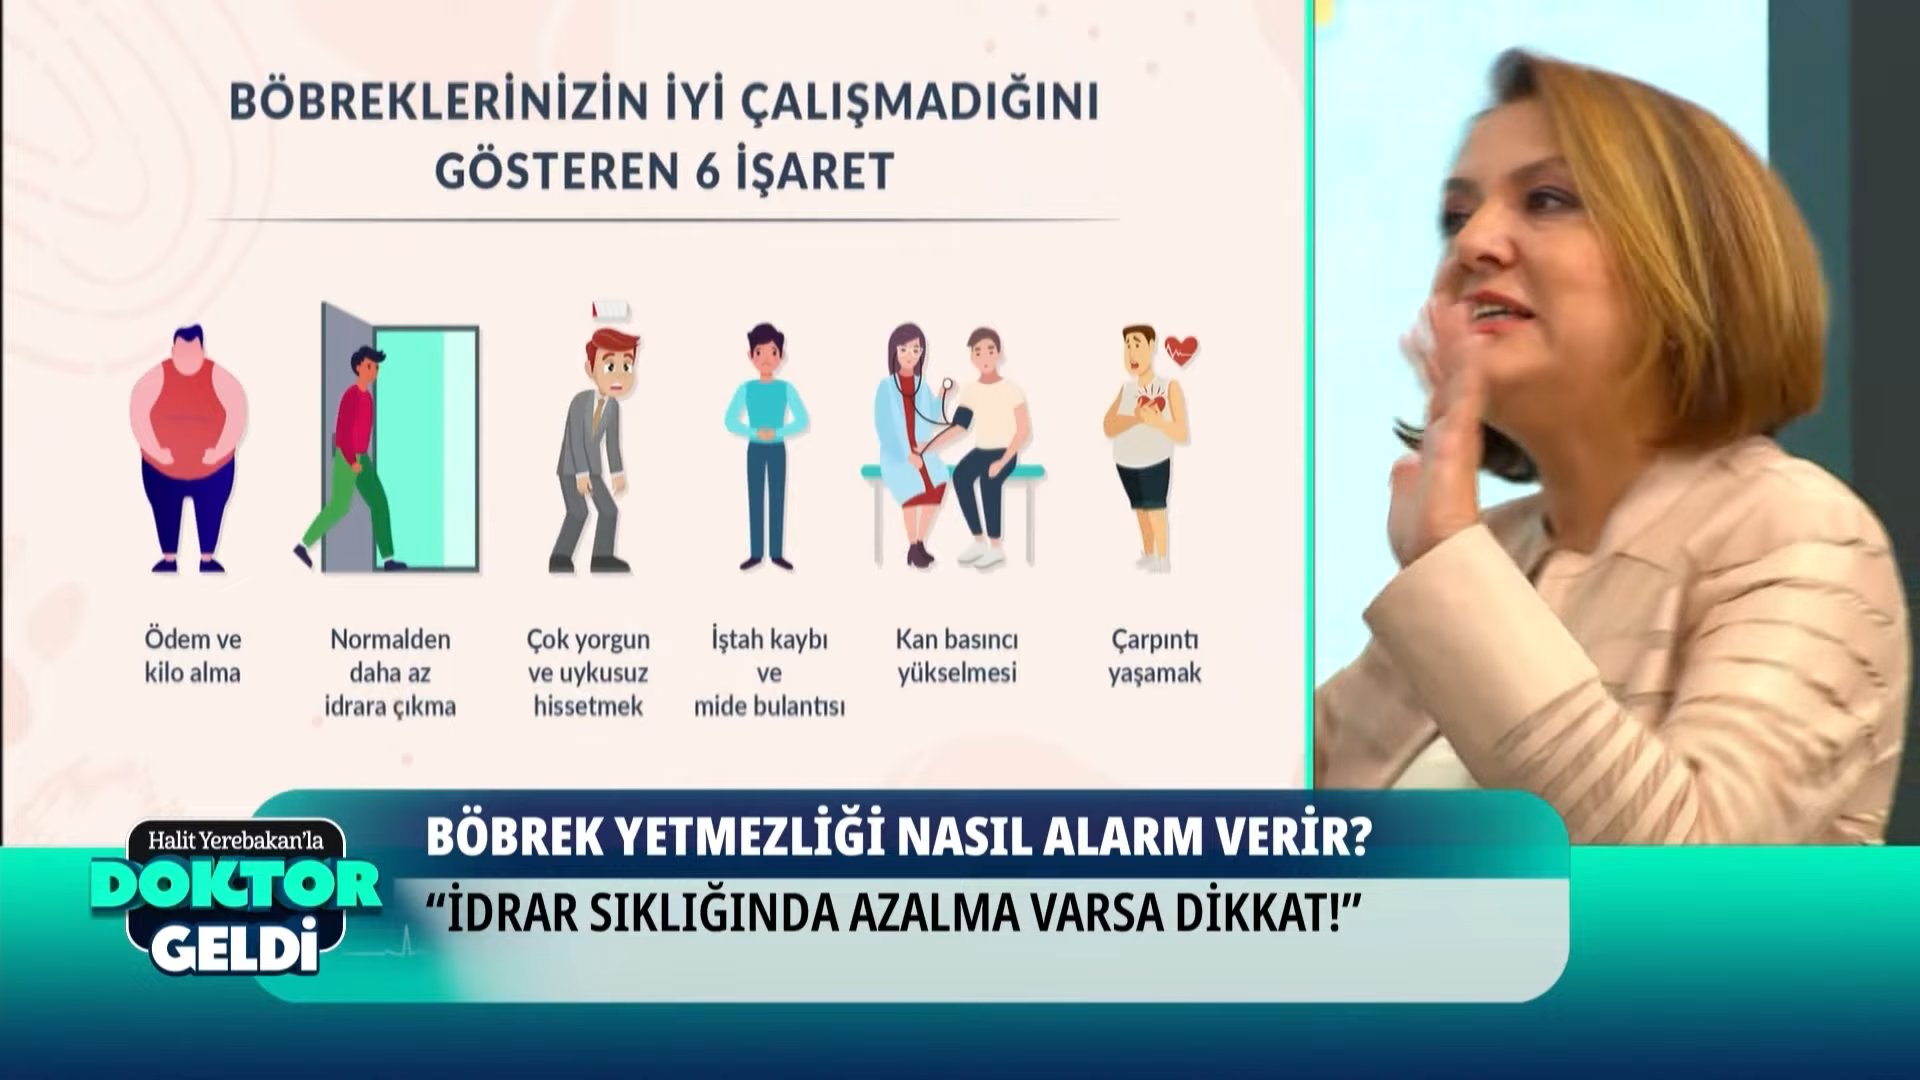 BÖBREKLERİNİZİN İYİ ÇALIŞMADIĞINI
GÖSTEREN 6 İŞARET
Ödem ve
kilo alma
Normalden
daha az
idrara çıkma
Çok yorgun
ve uykusuz
hissetmek
İştah kaybı
ve
mide bulantısı
Kan basıncı
yükselmesi
Çarpıntı
yaşamak
Halit Yerebakan'la
DOKTOR
GELDİ
BÖBREK YETMEZLİĞİ NASIL ALARM VERİR?
“İDRAR SIKLIĞINDA AZALMA VARSA DİKKAT!”